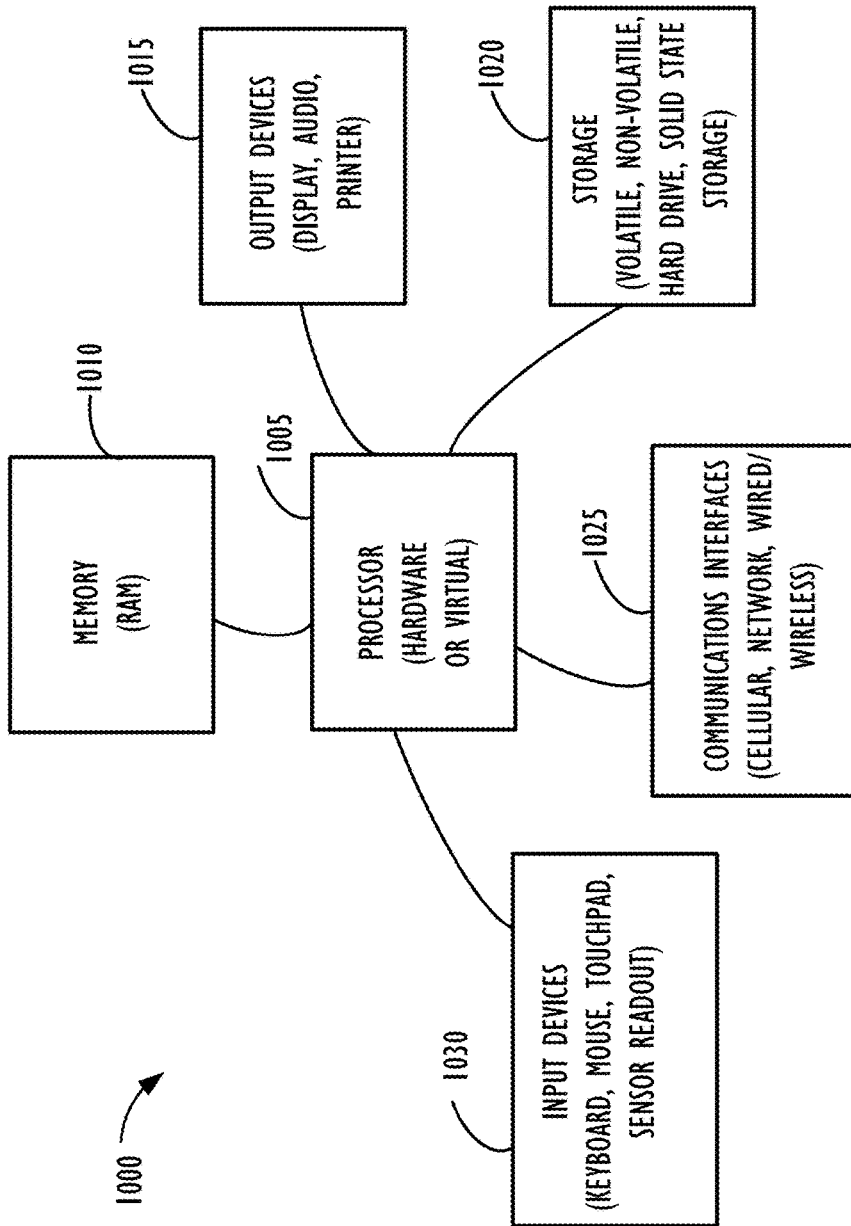 1000
MEMORY
(RAM)
1010
PROCESSOR
(HARDWARE
OR VIRTUAL)
1005
OUTPUT DEVICES
(DISPLAY, AUDIO,
PRINTER)
1015
STORAGE
(VOLATILE, NON-VOLATILE,
HARD DRIVE, SOLID STATE
STORAGE)
1020
COMMUNICATIONS INTERFACES
(CELLULAR, NETWORK, WIRED/
WIRELESS)
1025
INPUT DEVICES
(KEYBOARD, MOUSE, TOUCHPAD,
SENSOR READOUT)
1030